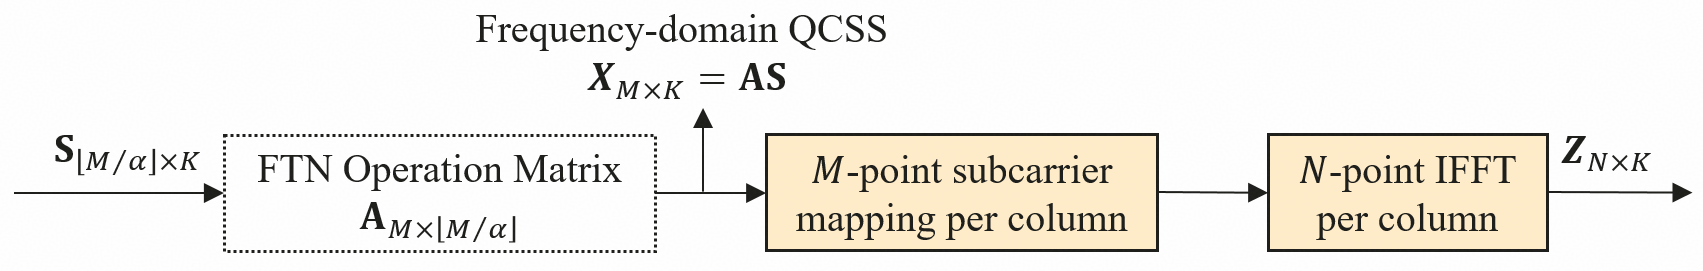 Frequency-domain QCSS
X_{M×K} = AS
S_{⌊M/α⌋×K}
FTN Operation Matrix
A_{M×⌊M/α⌋}
M-point subcarrier
mapping per column
N-point IFFT
per column
Z_{N×K}